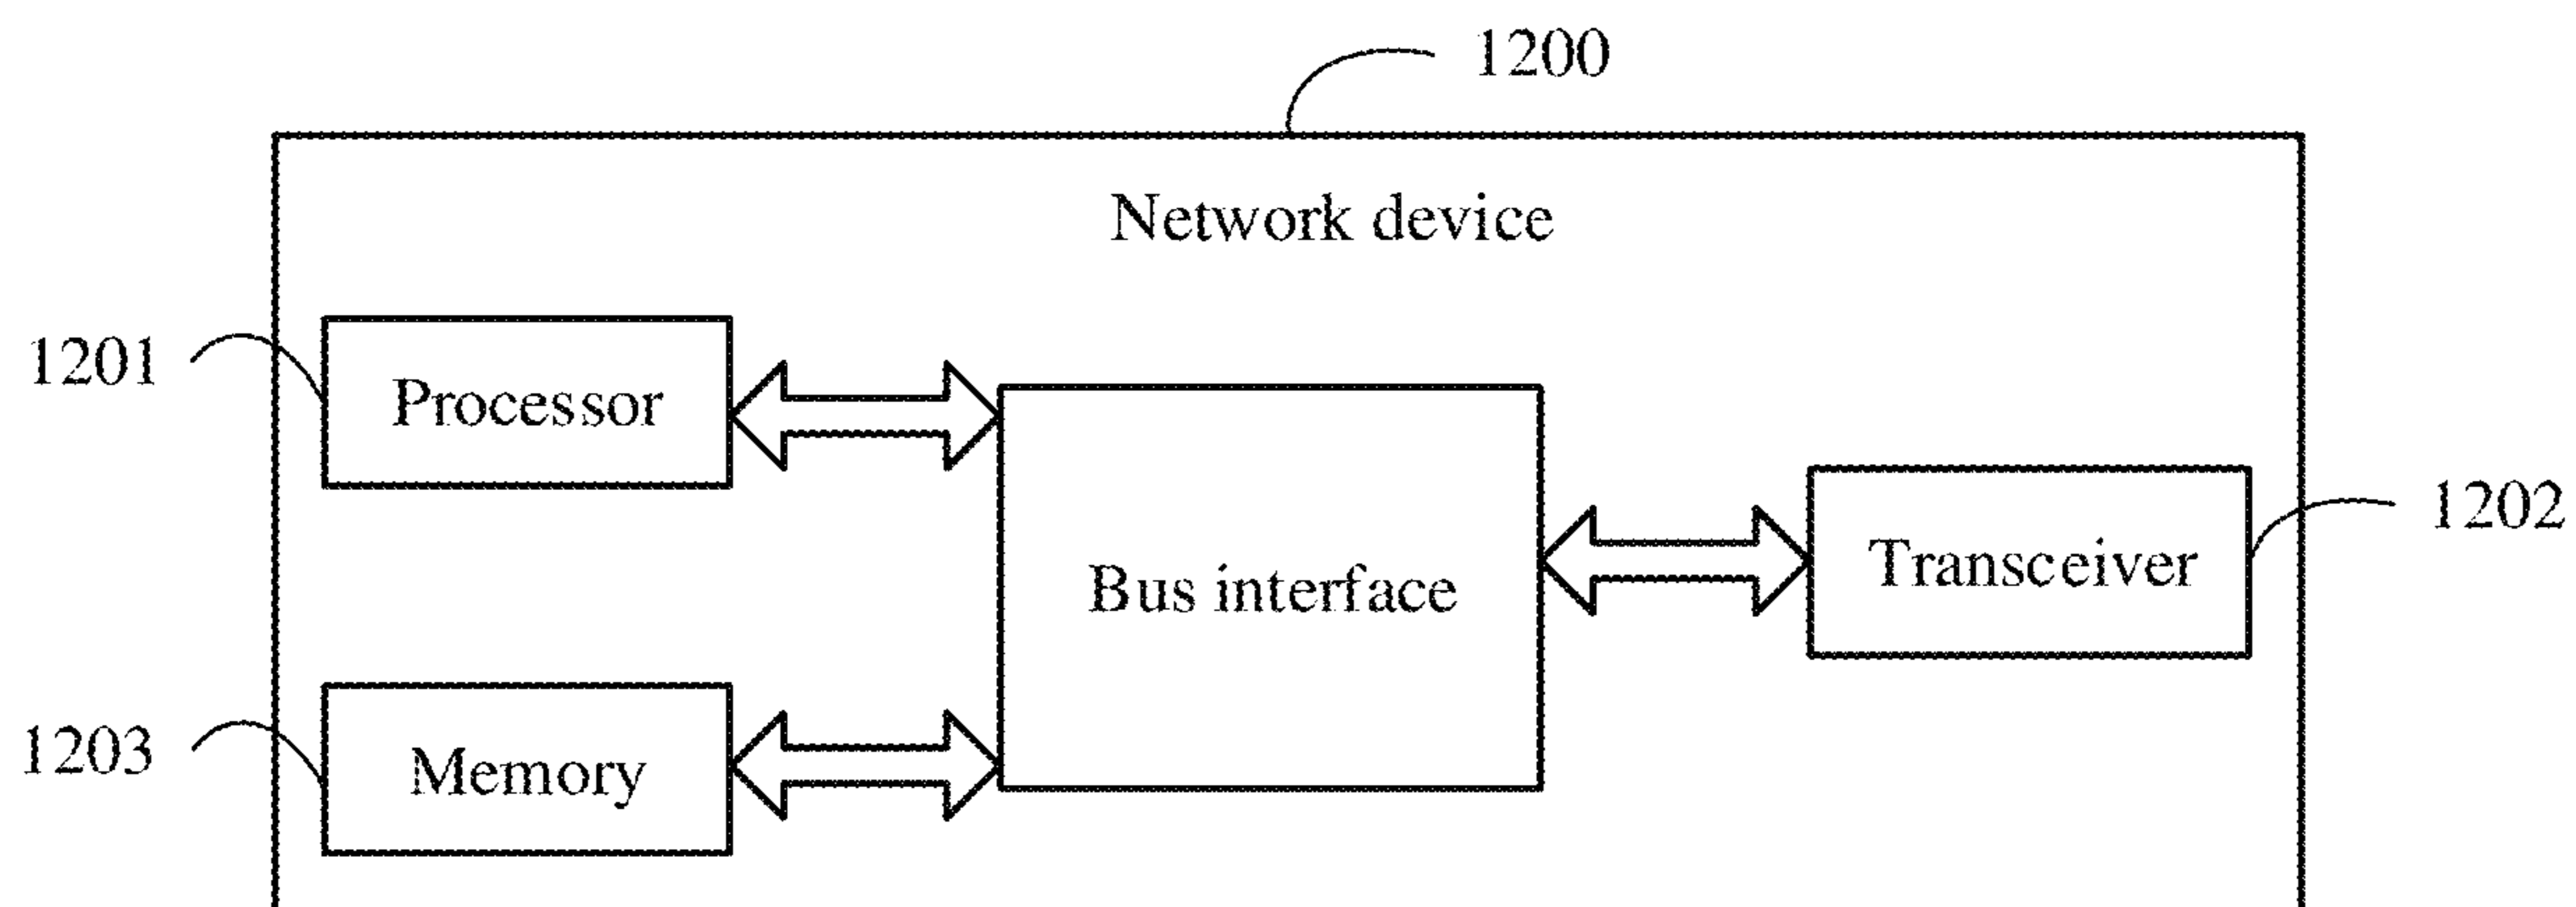 1200
Network device
1201
Processor
Bus interface
Transceiver
1202
1203
Memory